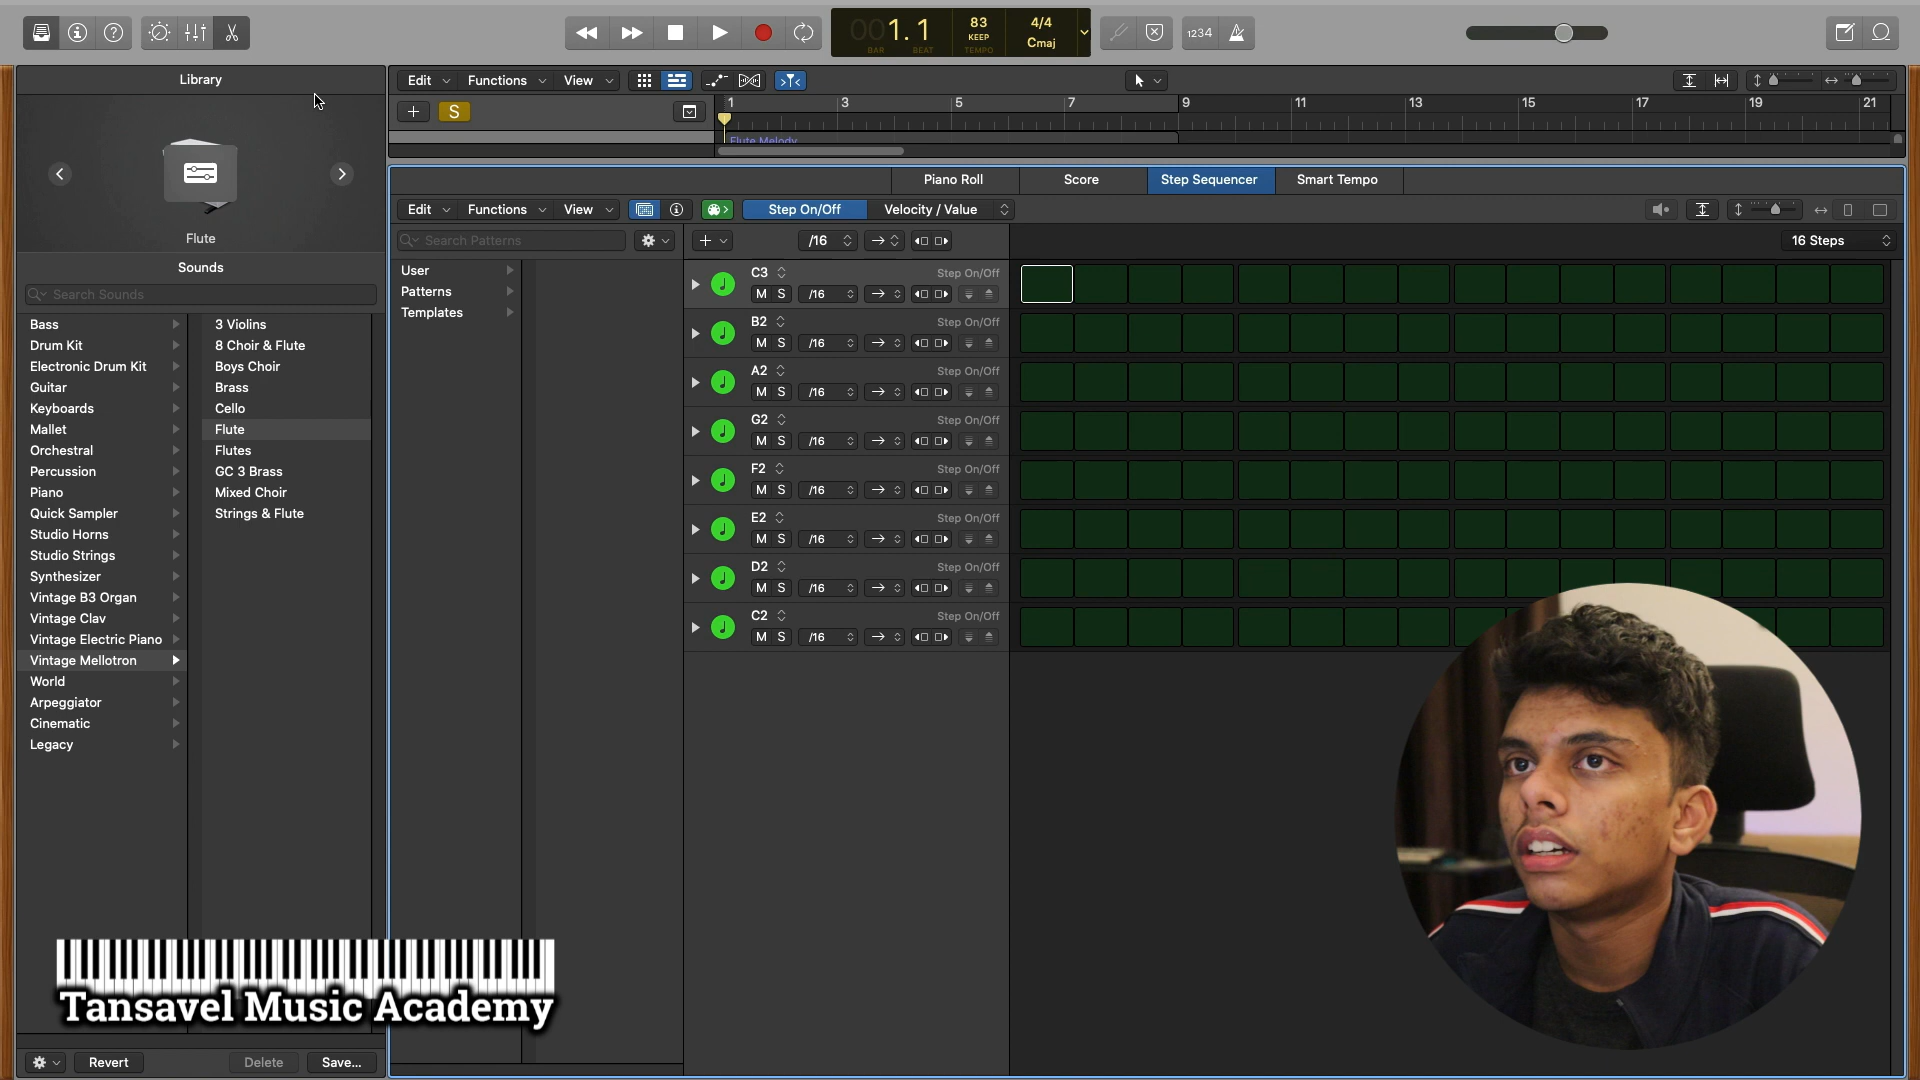 1.1
BAR BEAT
83
KEEP
TEMPO
4/4
Cmaj
1234
Library
Edit
Functions
View
S
1
3
5
7
9
11
13
15
17
19
21
Flute Melody
Flute
Piano Roll
Score
Step Sequencer
Smart Tempo
Edit
Functions
View
Step On/Off
Velocity / Value
Search Patterns
/16
16 Steps
Sounds
Search Sounds
Bass
Drum Kit
Electronic Drum Kit
Guitar
Keyboards
Mallet
Orchestral
Percussion
Piano
Quick Sampler
Studio Horns
Studio Strings
Synthesizer
Vintage B3 Organ
Vintage Clav
Vintage Electric Piano
Vintage Mellotron
World
Arpeggiator
Cinematic
Legacy
3 Violins
8 Choir & Flute
Boys Choir
Brass
Cello
Flute
Flutes
GC 3 Brass
Mixed Choir
Strings & Flute
User
Patterns
Templates
C3 Step On/Off
M S /16
B2 Step On/Off
M S /16
A2 Step On/Off
M S /16
G2 Step On/Off
M S /16
F2 Step On/Off
M S /16
E2 Step On/Off
M S /16
D2 Step On/Off
M S /16
C2 Step On/Off
M S /16
Tansavel Music Academy
Revert
Delete
Save...